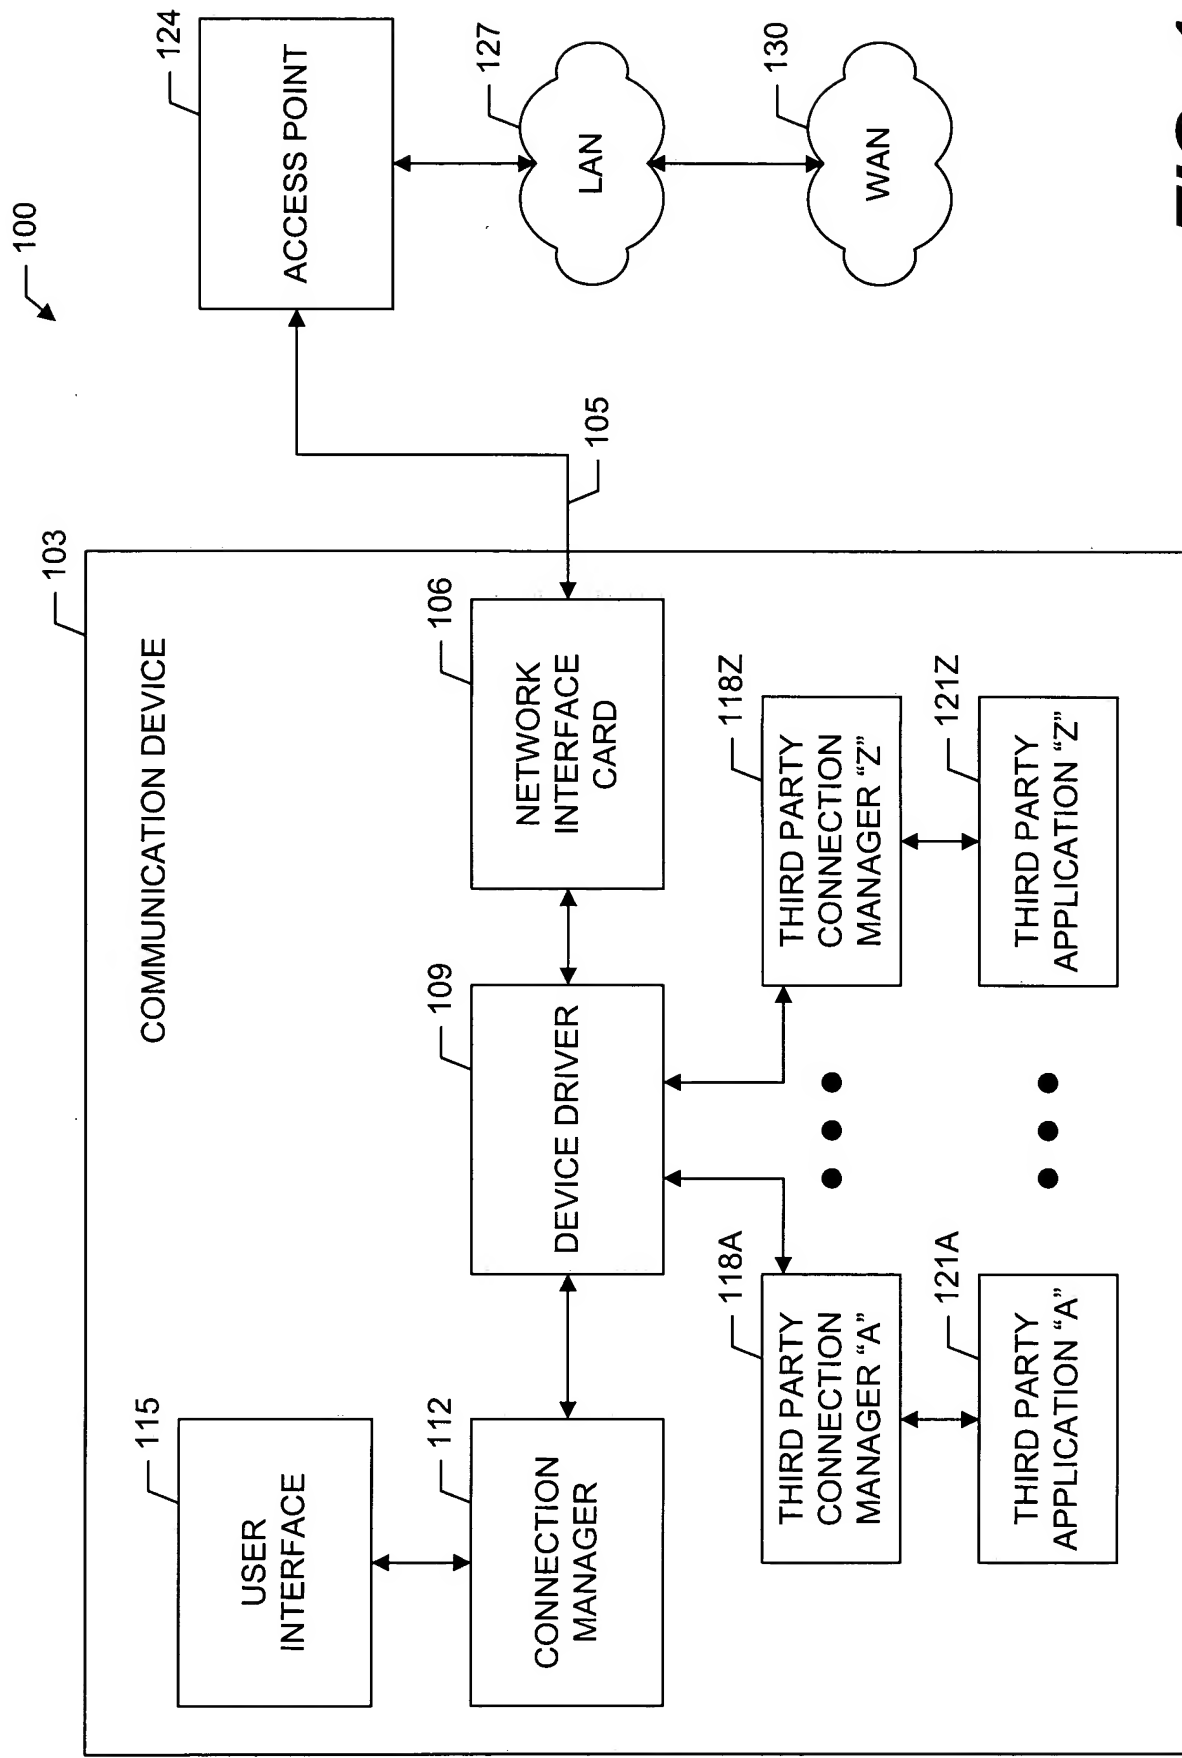 100
103
COMMUNICATION DEVICE
115
USER
INTERFACE
112
CONNECTION
MANAGER
109
DEVICE DRIVER
106
NETWORK
INTERFACE
CARD
105
124
ACCESS POINT
127
LAN
130
WAN
118A
THIRD PARTY
CONNECTION
MANAGER “A”
118Z
THIRD PARTY
CONNECTION
MANAGER “Z”
121A
THIRD PARTY
APPLICATION “A”
121Z
THIRD PARTY
APPLICATION “Z”